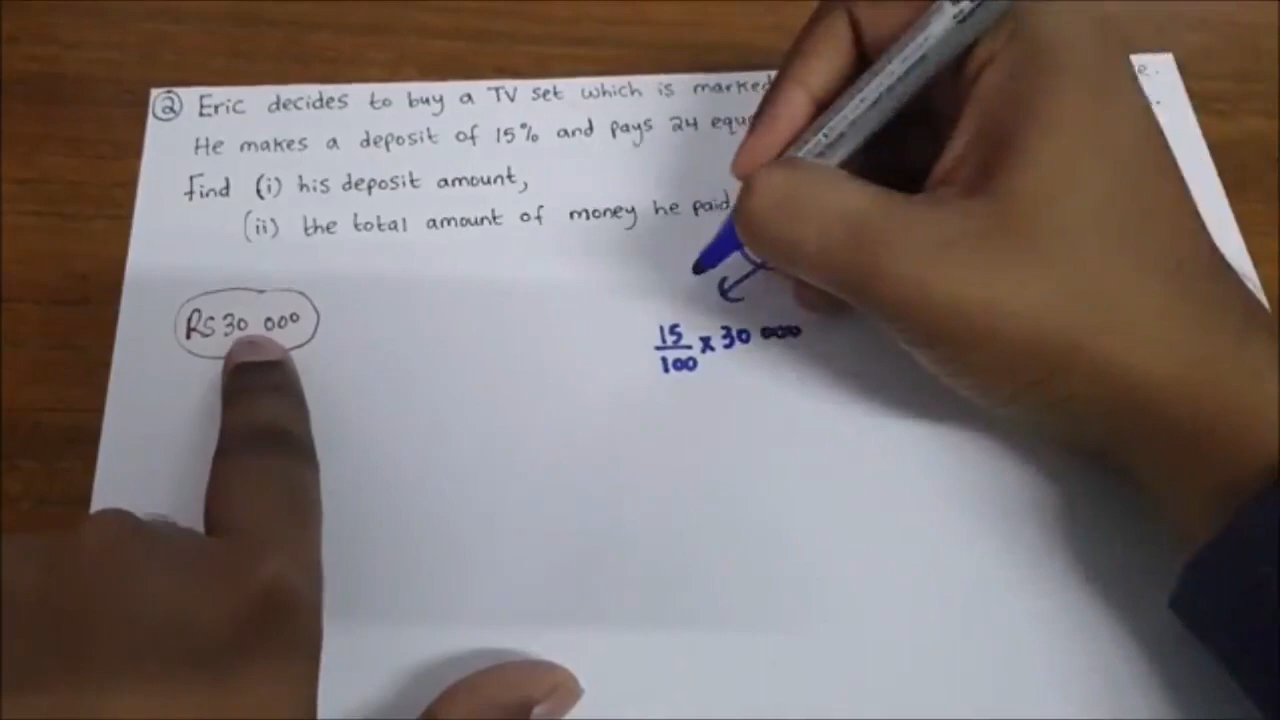 ② Eric decides to buy a TV set which is marked
He makes a deposit of 15% and pays 24
find (i) his deposit amount,
(ii) the total amount of money he paid
Rs 30 000
15/100 x 30 000